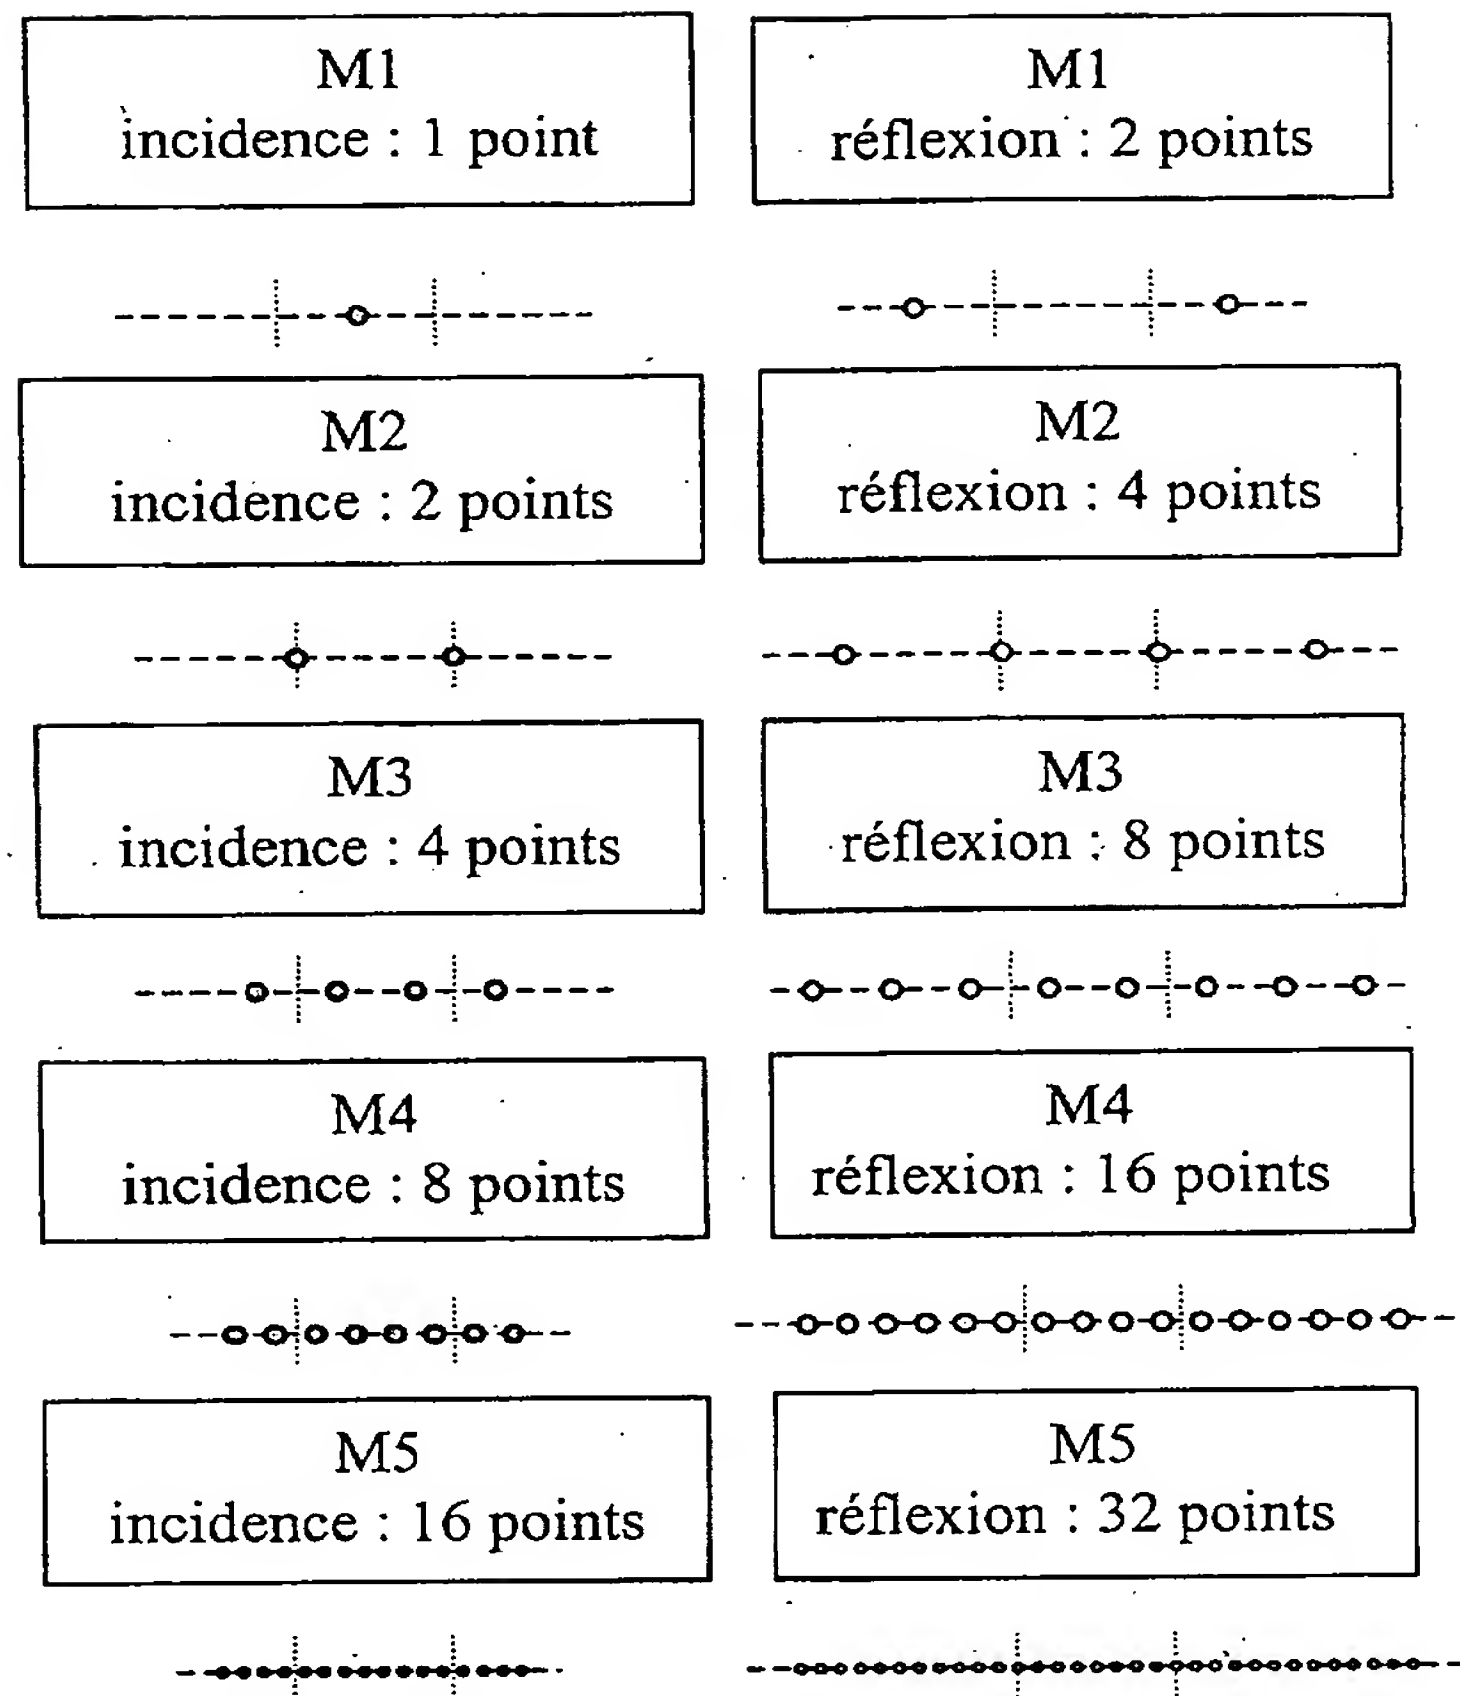 M1
incidence : 1 point
M1
réflexion : 2 points
M2
incidence : 2 points
M2
réflexion : 4 points
M3
incidence : 4 points
M3
réflexion : 8 points
M4
incidence : 8 points
M4
réflexion : 16 points
M5
incidence : 16 points
M5
réflexion : 32 points